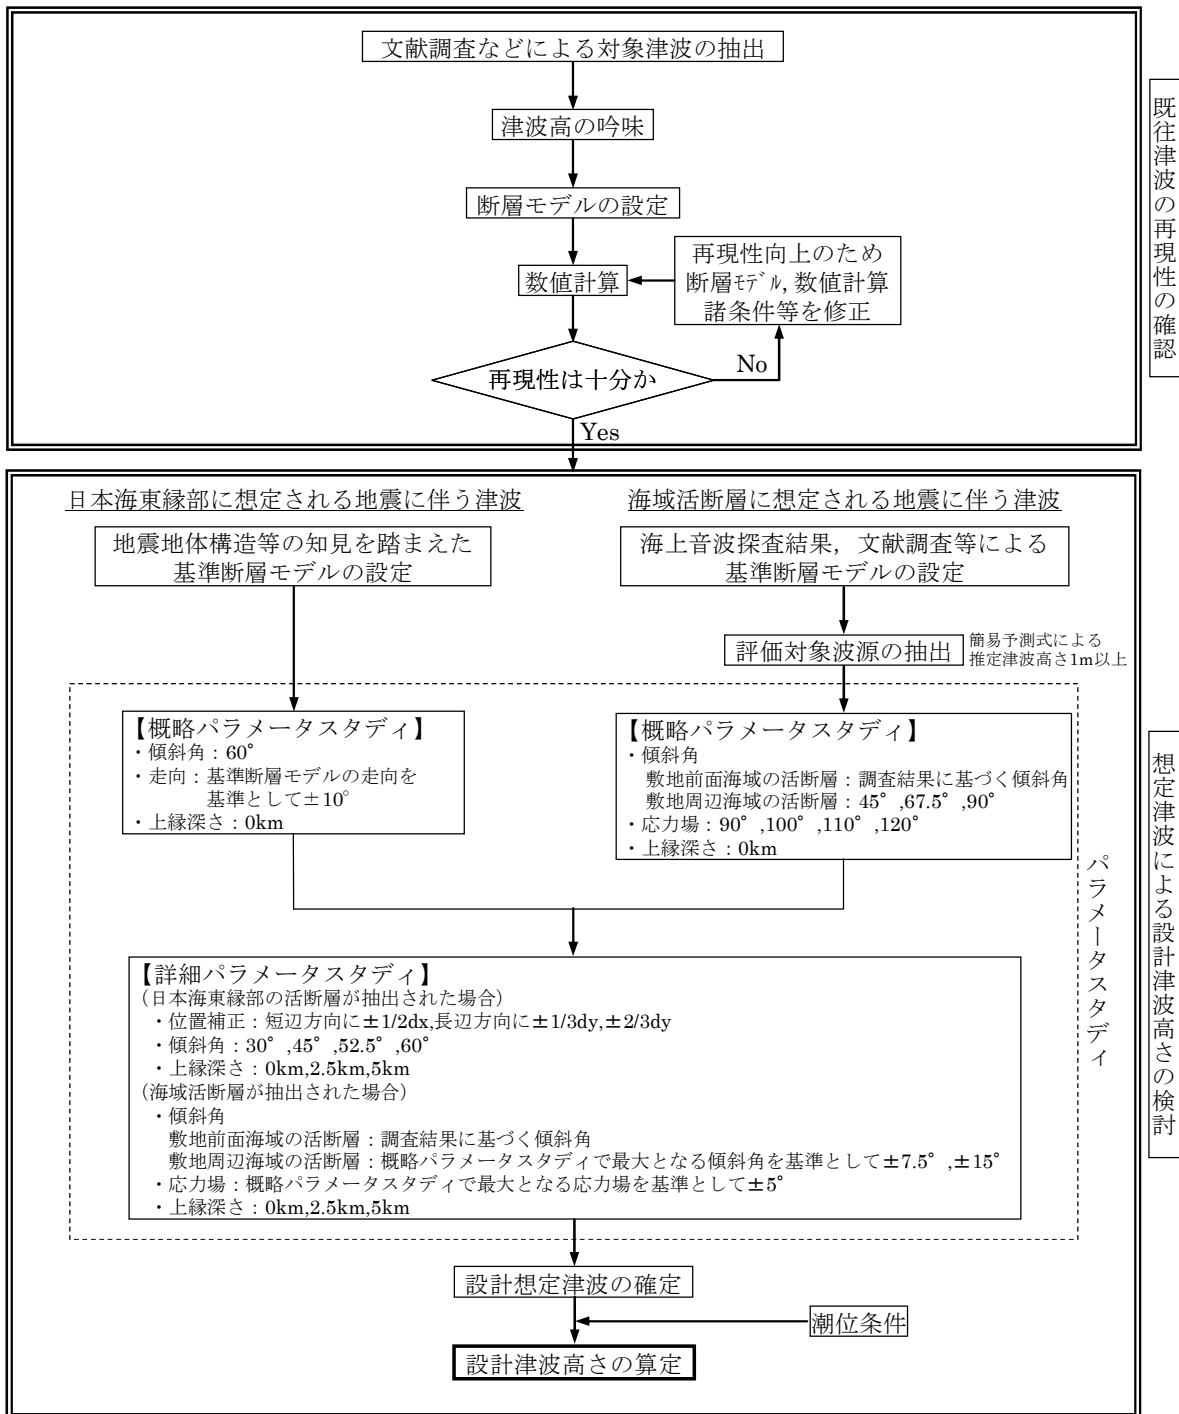 文献調査などによる対象津波の抽出
津波高の吟味
断層モデルの設定
数値計算
再現性向上のため
断層ﾓﾃﾞﾙ,数値計算
諸条件等を修正
再現性は十分か
No
Yes
既往津波の再現性の確認
日本海東縁部に想定される地震に伴う津波
地震地体構造等の知見を踏まえた
基準断層モデルの設定
海域活断層に想定される地震に伴う津波
海上音波探査結果，文献調査等による
基準断層モデルの設定
評価対象波源の抽出
簡易予測式による
推定津波高さ1m以上
【概略パラメータスタディ】
・傾斜角：60°
・走向：基準断層モデルの走向を
基準として±10°
・上縁深さ：0km
【概略パラメータスタディ】
・傾斜角
敷地前面海域の活断層：調査結果に基づく傾斜角
敷地周辺海域の活断層：45°,67.5°,90°
・応力場：90°,100°,110°,120°
・上縁深さ：0km
パラメータスタディ
【詳細パラメータスタディ】
（日本海東縁部の活断層が抽出された場合）
・位置補正：短辺方向に±1/2dx,長辺方向に±1/3dy,±2/3dy
・傾斜角：30°,45°,52.5°,60°
・上縁深さ：0km,2.5km,5km
（海域活断層が抽出された場合）
・傾斜角
敷地前面海域の活断層：調査結果に基づく傾斜角
敷地周辺海域の活断層：概略パラメータスタディで最大となる傾斜角を基準として±7.5°,±15°
・応力場：概略パラメータスタディで最大となる応力場を基準として±5°
・上縁深さ：0km,2.5km,5km
設計想定津波の確定
潮位条件
設計津波高さの算定
想定津波による設計津波高さの検討